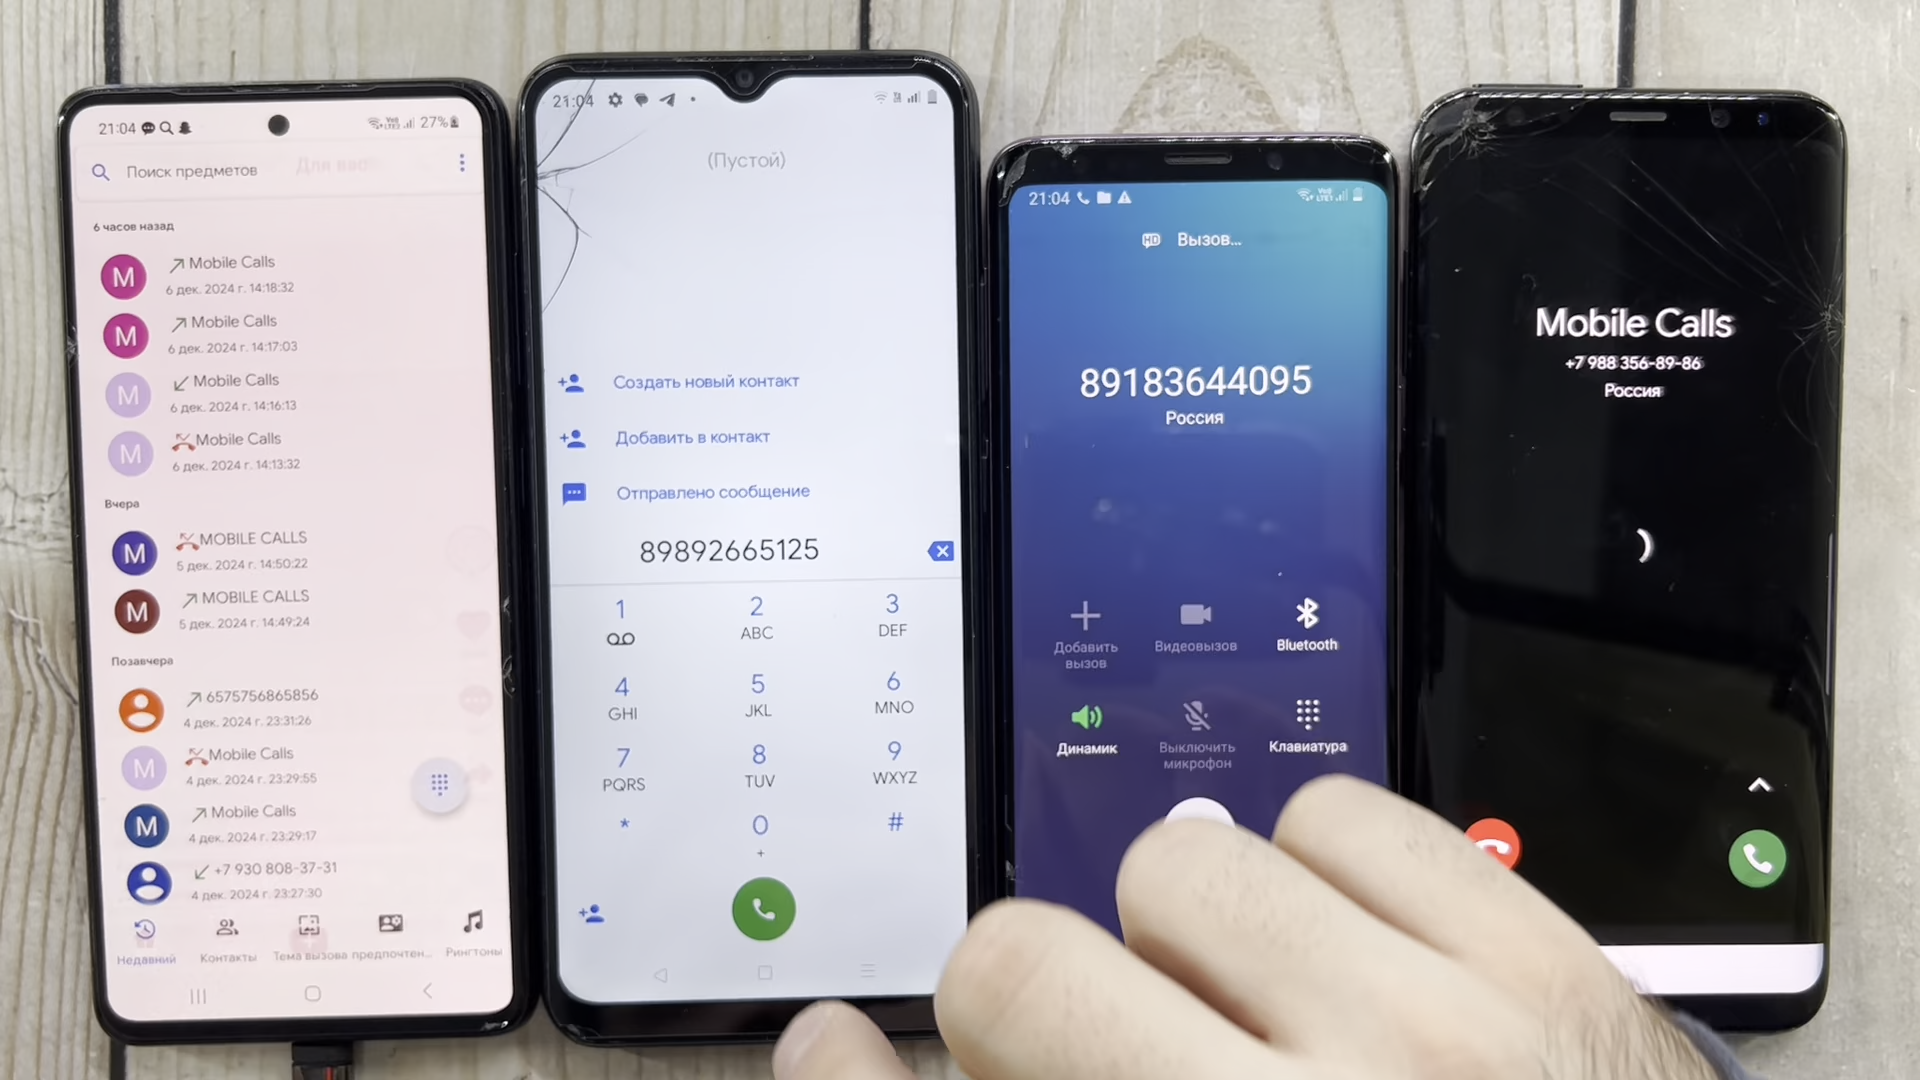 21:04
27%
Поиск предметов
Для вас
6 часов назад
Mobile Calls
6 дек. 2024 г. 14:18:32
Mobile Calls
6 дек. 2024 г. 14:17:03
Mobile Calls
6 дек. 2024 г. 14:16:13
Mobile Calls
6 дек. 2024 г. 14:13:32
Вчера
MOBILE CALLS
5 дек. 2024 г. 14:50:22
MOBILE CALLS
5 дек. 2024 г. 14:49:24
Позавчера
6575756865856
4 дек. 2024 г. 23:31:26
Mobile Calls
4 дек. 2024 г. 23:29:55
Mobile Calls
4 дек. 2024 г. 23:29:17
+7 930 808-37-31
4 дек. 2024 г. 23:27:30
Недавний Контакты Тема вызова предпочтен... Рингтоны
21:04
(Пустой)
Создать новый контакт
Добавить в контакт
Отправлено сообщение
89892665125
1 2 3
ABC DEF
4 5 6
GHI JKL MNO
7 8 9
PQRS TUV WXYZ
* 0 #
+
21:04
HD Вызов...
89183644095
Россия
Добавить вызов
Видеовызов
Bluetooth
Динамик
Выключить микрофон
Клавиатура
Mobile Calls
+7 988 356-89-86
Россия